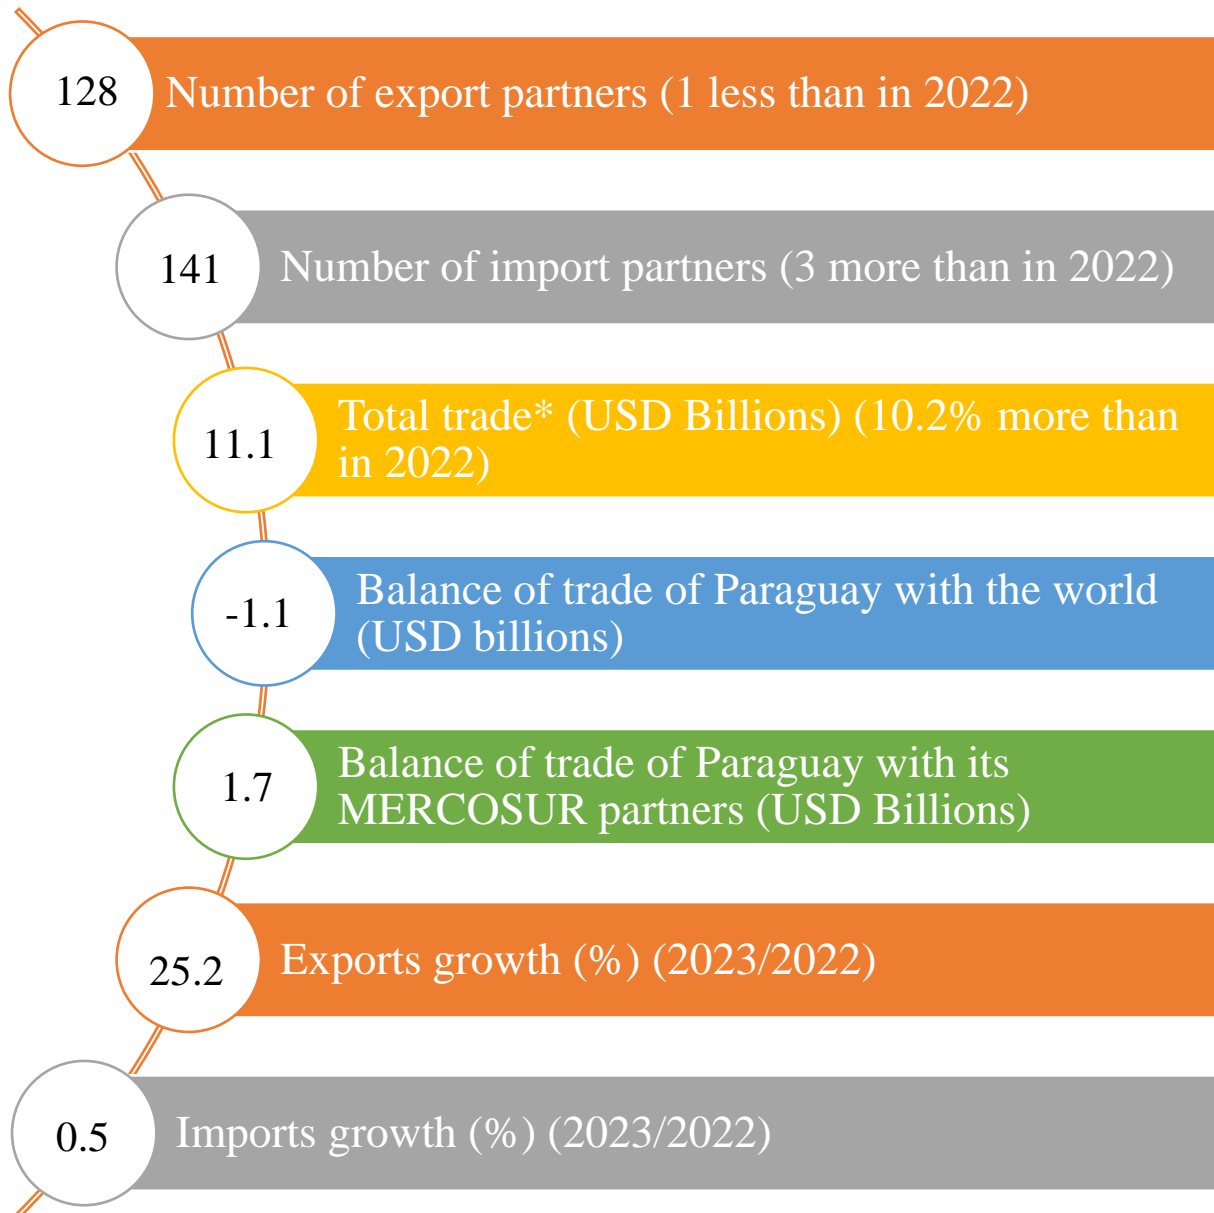 128
Number of export partners (1 less than in 2022)
141
Number of import partners (3 more than in 2022)
11.1
Total trade* (USD Billions) (10.2% more than
in 2022)
-1.1
Balance of trade of Paraguay with the world
(USD billions)
1.7
Balance of trade of Paraguay with its
MERCOSUR partners (USD Billions)
25.2
Exports growth (%) (2023/2022)
0.5
Imports growth (%) (2023/2022)